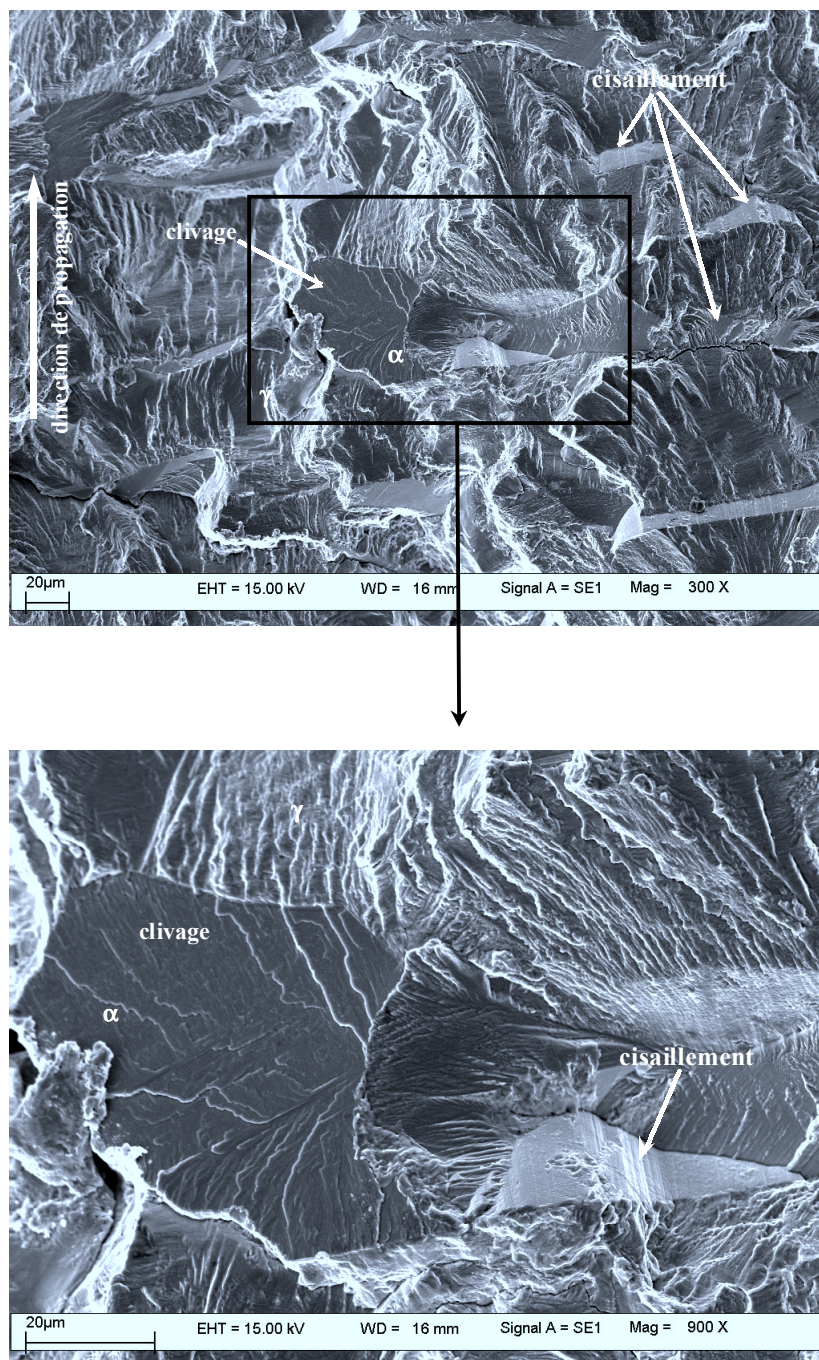 cisaillement
direction de propagation
clivage
α
γ
20µm
EHT = 15.00 kV WD = 16 mm Signal A = SE1 Mag = 300 X
γ
clivage
α
cisaillement
20µm
EHT = 15.00 kV WD = 16 mm Signal A = SE1 Mag = 900 X